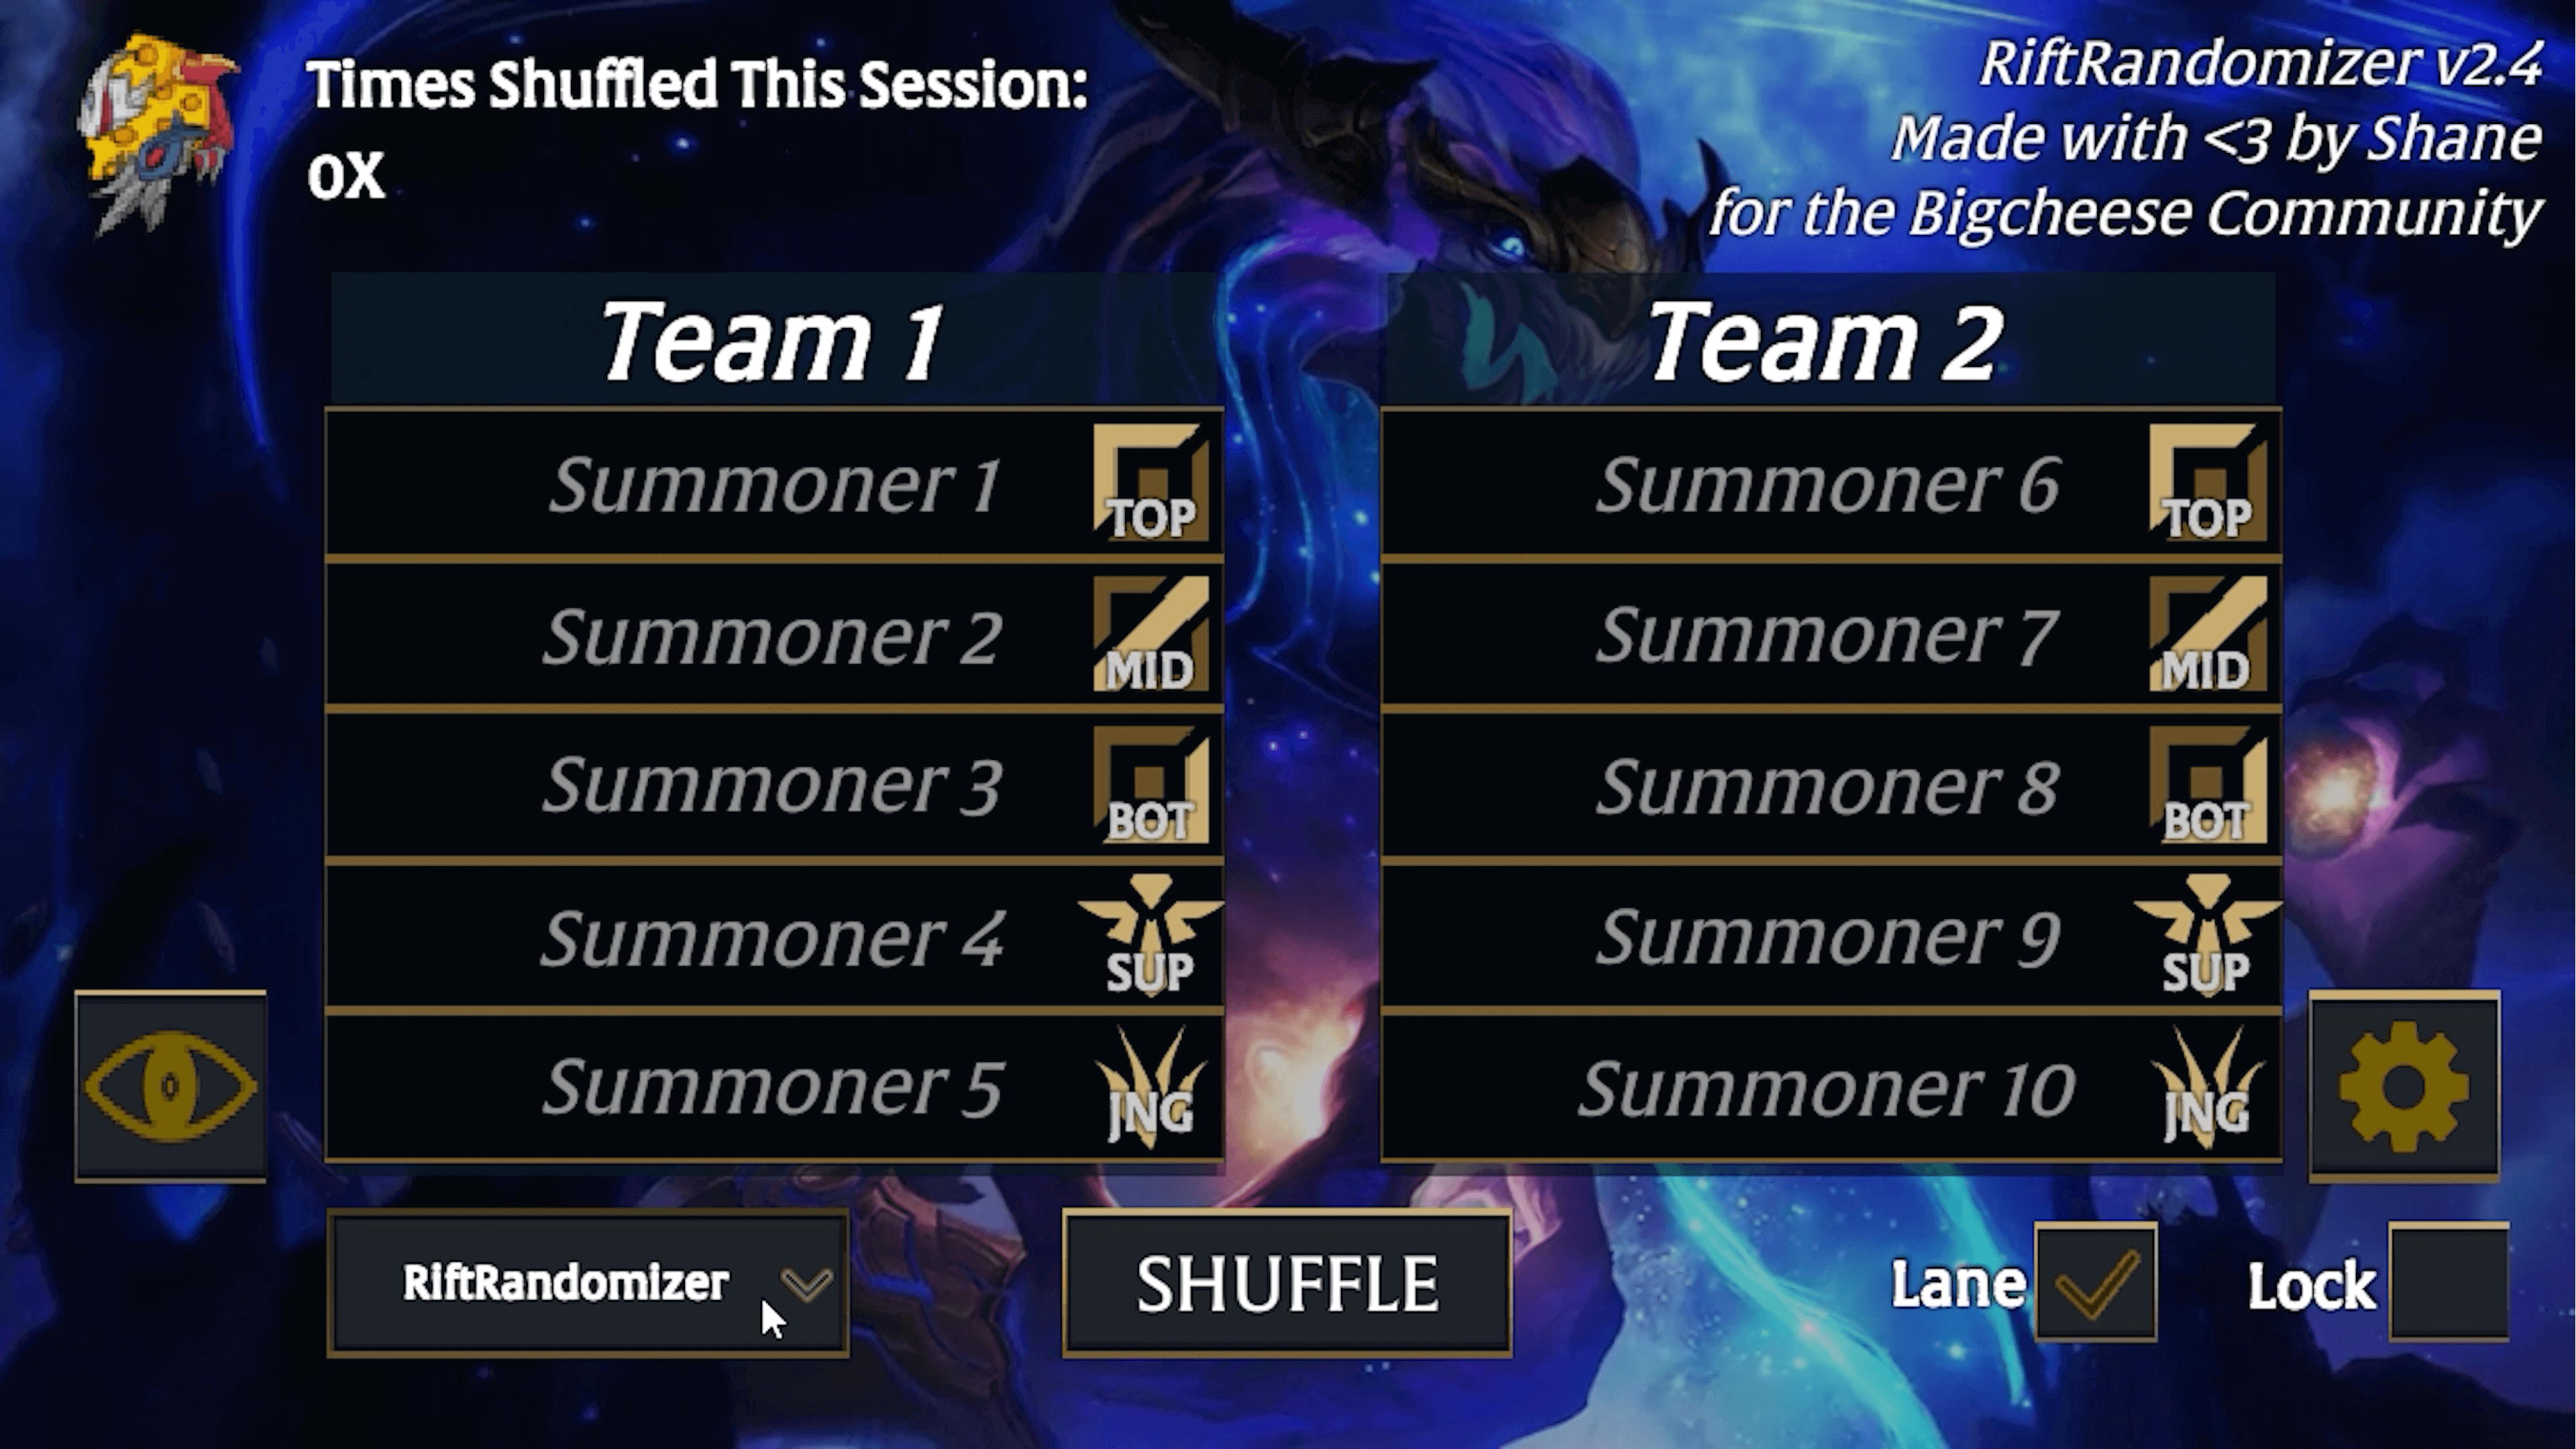 Times Shuffled This Session:
0X
RiftRandomizer v2.4
Made with <3 by Shane
for the Bigcheese Community
Team 1
Summoner 1 TOP
Summoner 2 MID
Summoner 3 BOT
Summoner 4 SUP
Summoner 5 JNG
Team 2
Summoner 6 TOP
Summoner 7 MID
Summoner 8 BOT
Summoner 9 SUP
Summoner 10 JNG
RiftRandomizer
SHUFFLE
Lane
Lock